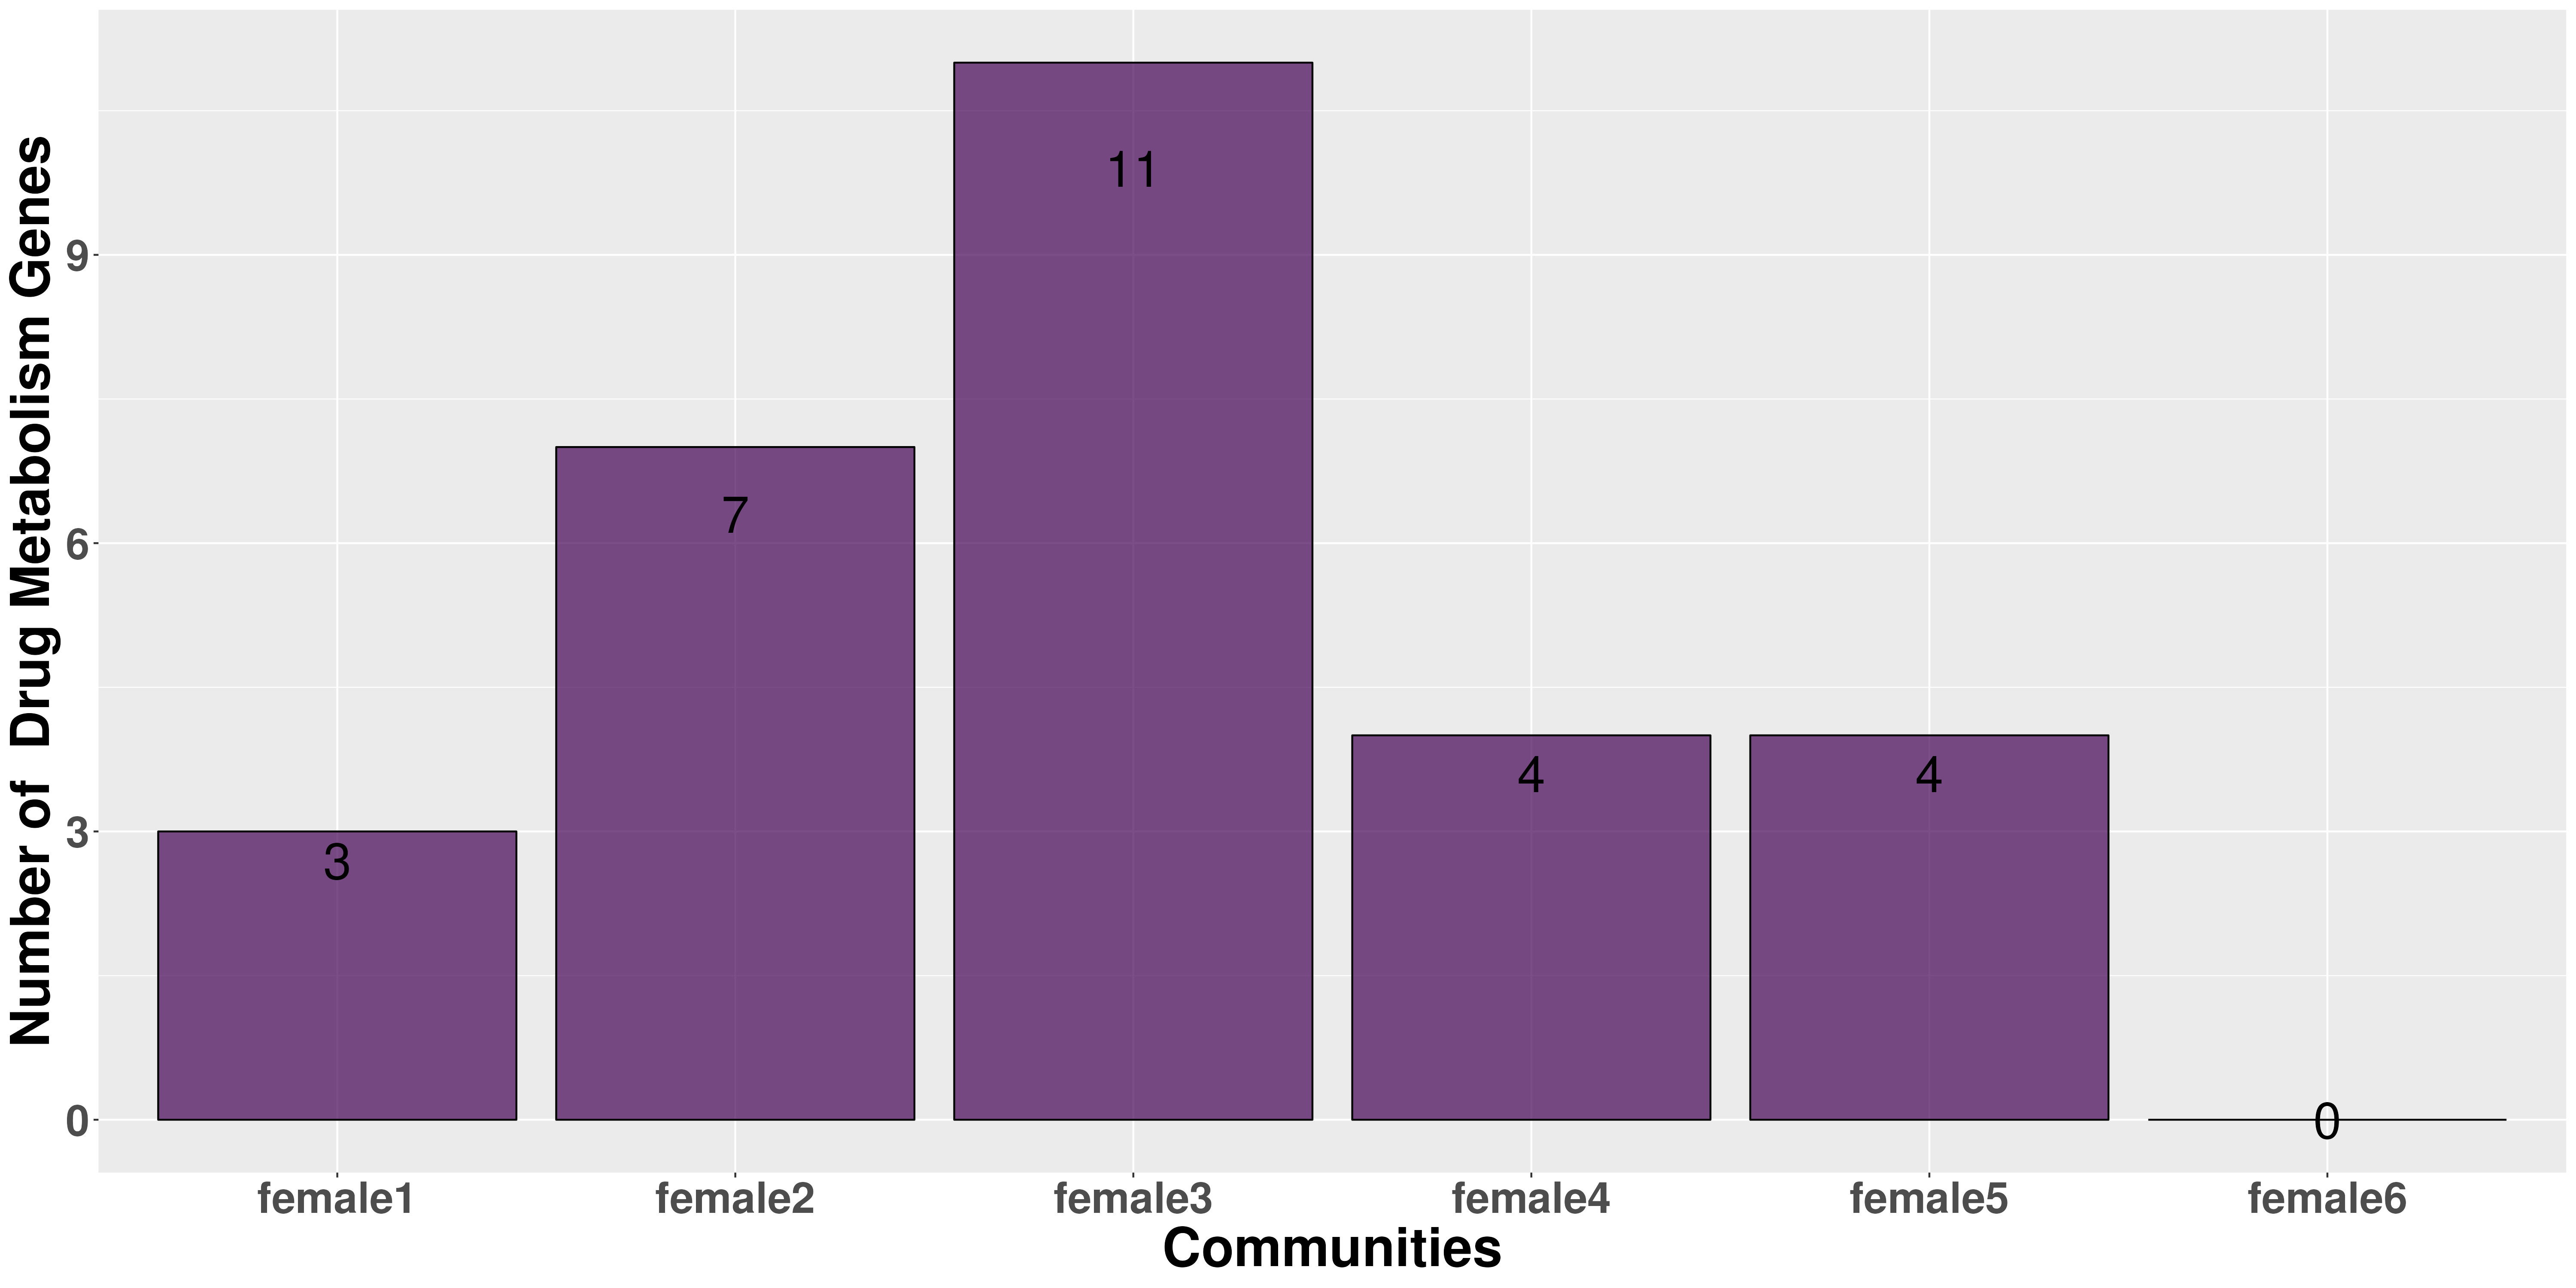 Number of  Drug Metabolism Genes
9
6
3
0
3
7
11
4
4
0
female1
female2
female3
female4
female5
female6
Communities